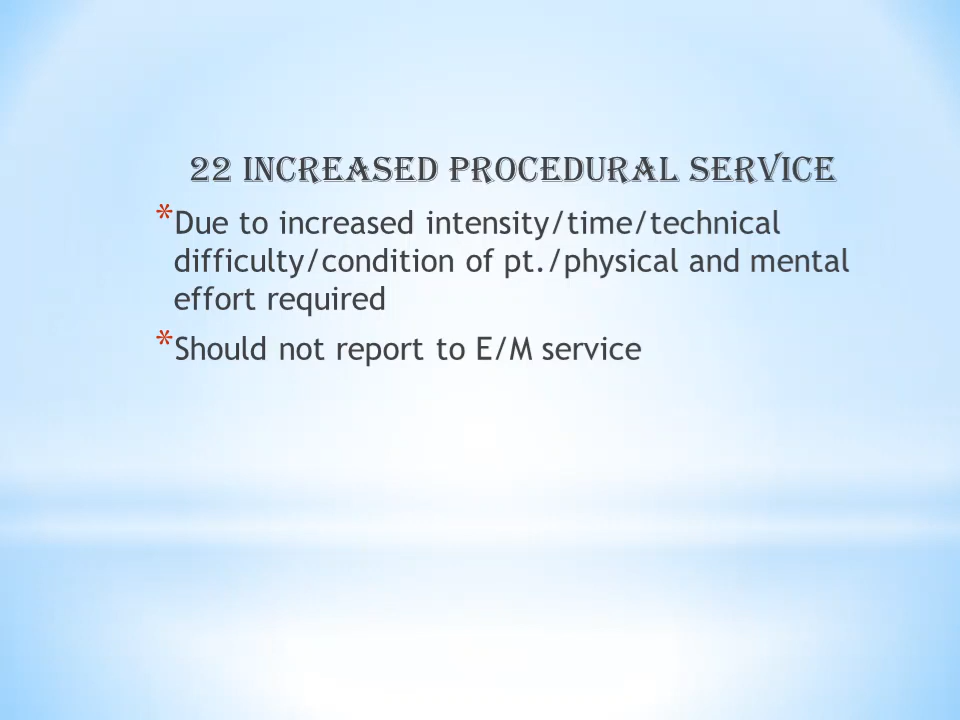 22 INCREASED PROCEDURAL SERVICE
*Due to increased intensity/time/technical
difficulty/condition of pt./physical and mental
effort required
*Should not report to E/M service